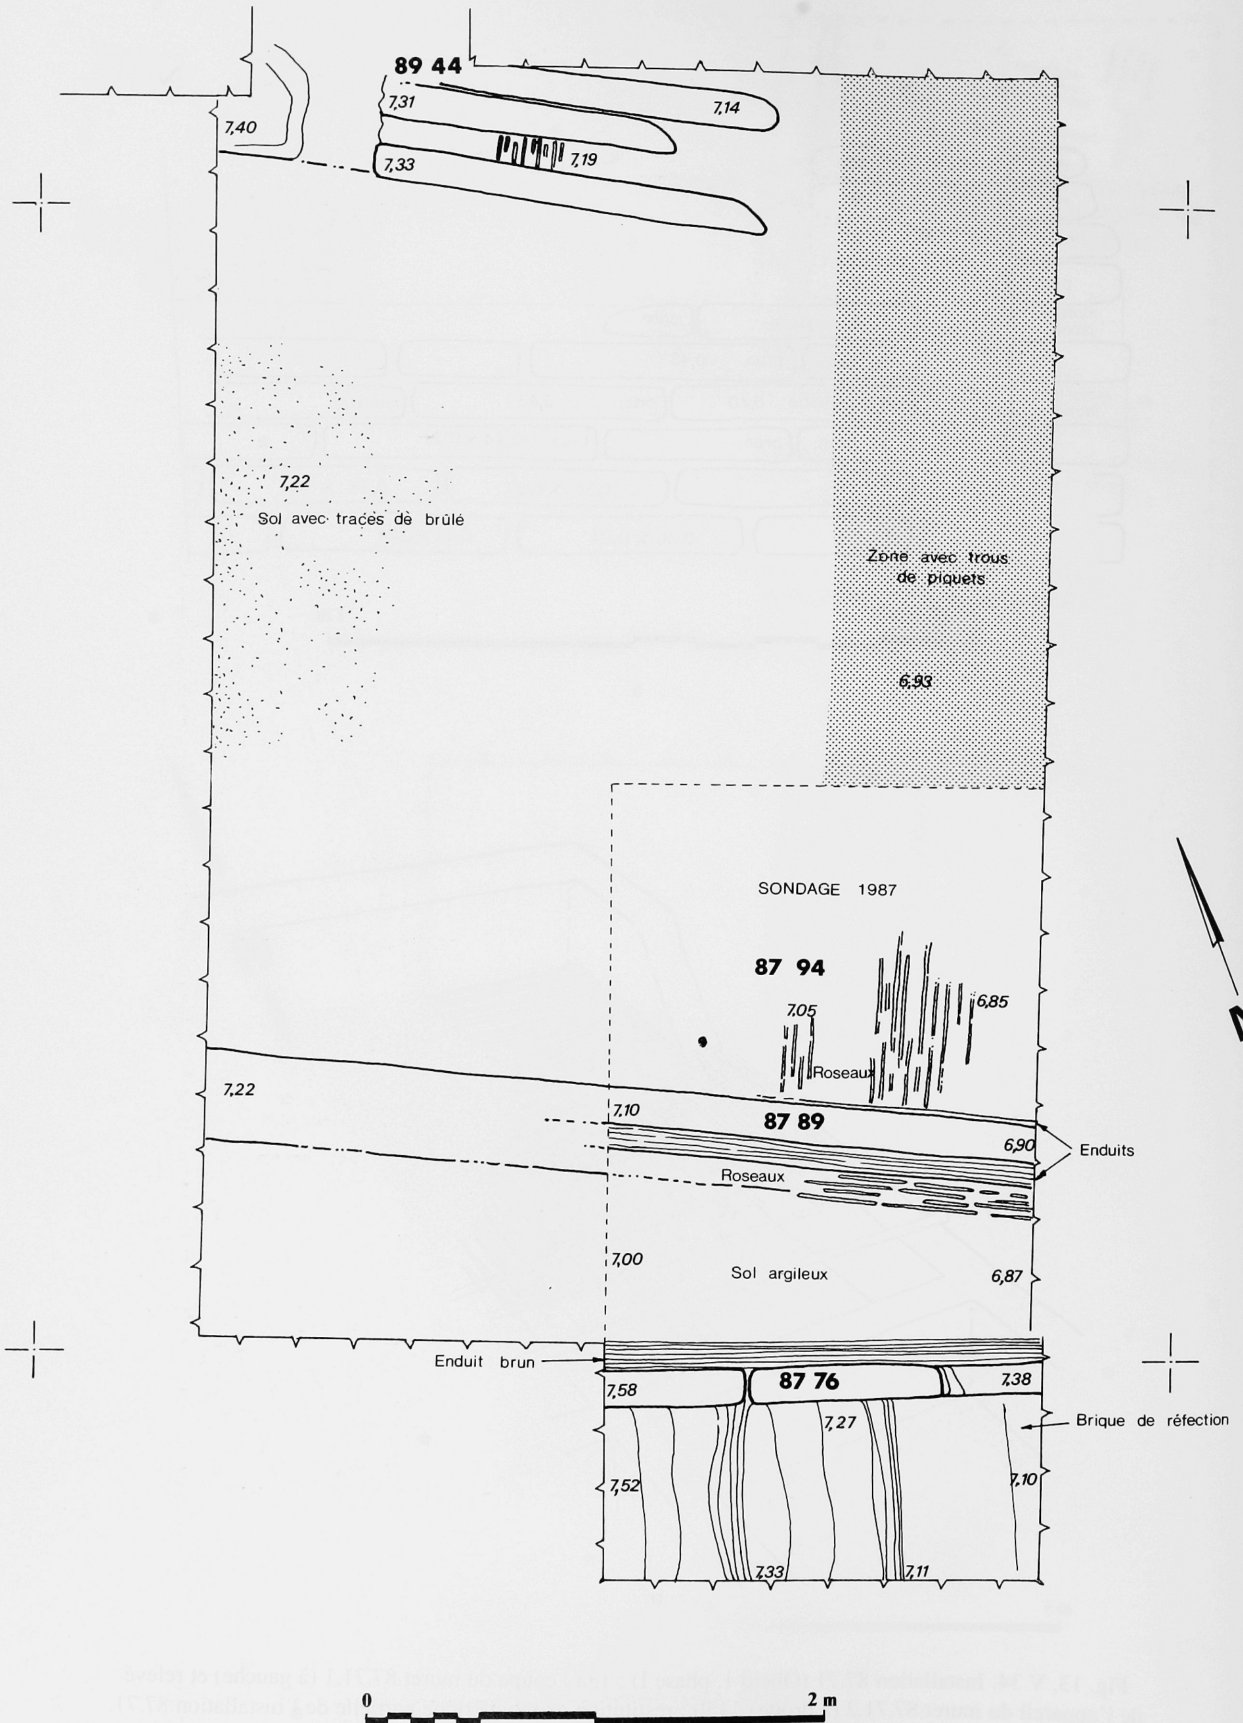 89 44
7,31
7,14
7,40
7,33
7,19
7,22
Sol avec traces de brûlé
Zone avec trous
de piquets
6,93
SONDAGE 1987
87 94
7,05
6,85
Roseaux
7,22
7,10
87 89
6,90
Enduits
Roseaux
7,00
Sol argileux
6,87
Enduit brun
7,58
87 76
7,38
7,27
Brique de réfection
7,52
7,10
7,33
7,11
0
2 m